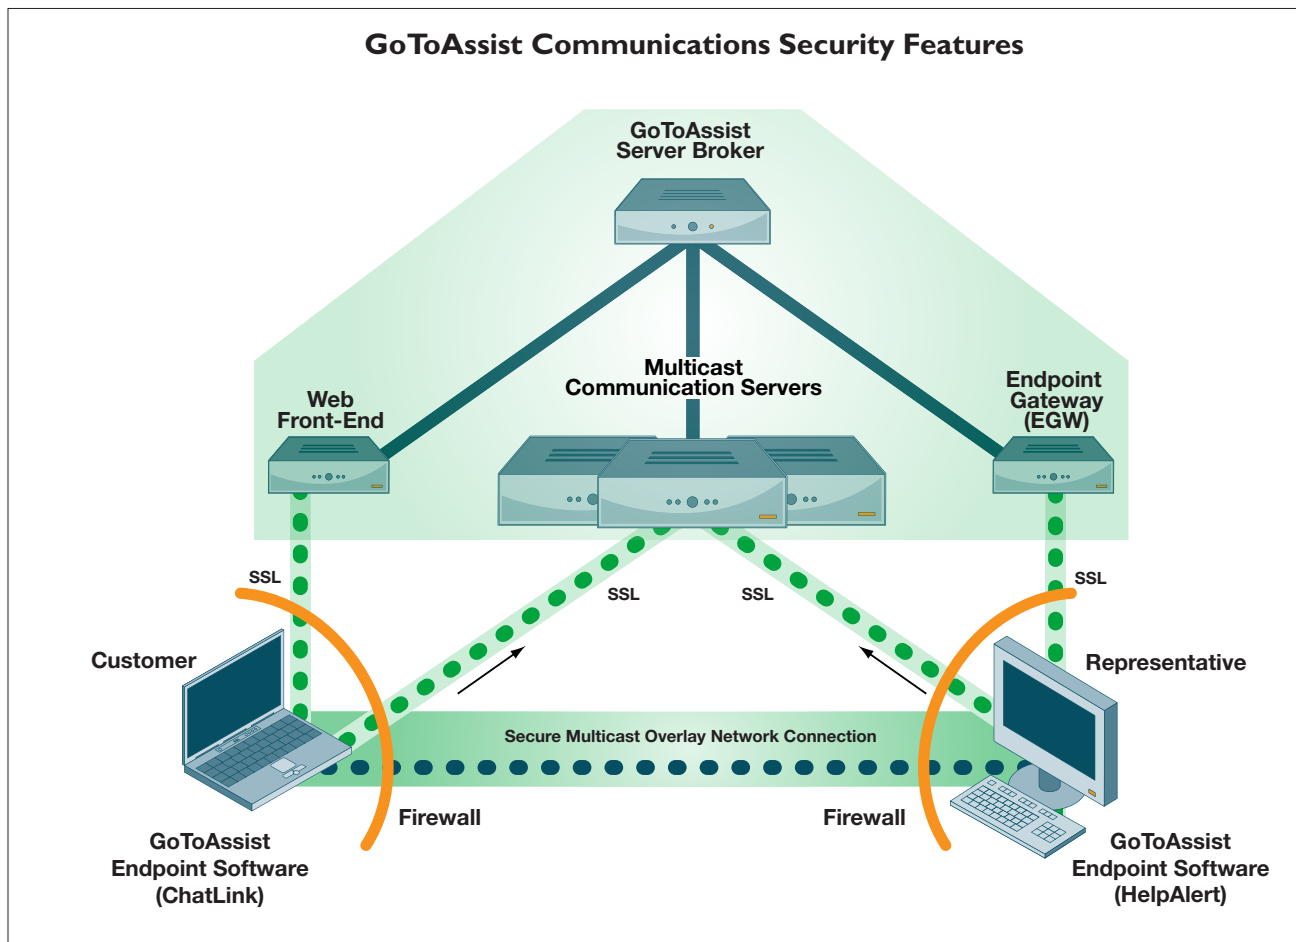 GoToAssist Communications Security Features
GoToAssist
Server Broker
Multicast
Communication Servers
Web
Front-End
Endpoint
Gateway
(EGW)
SSL
SSL
SSL
SSL
Customer
Representative
Secure Multicast Overlay Network Connection
Firewall
Firewall
GoToAssist
Endpoint Software
(ChatLink)
GoToAssist
Endpoint Software
(HelpAlert)